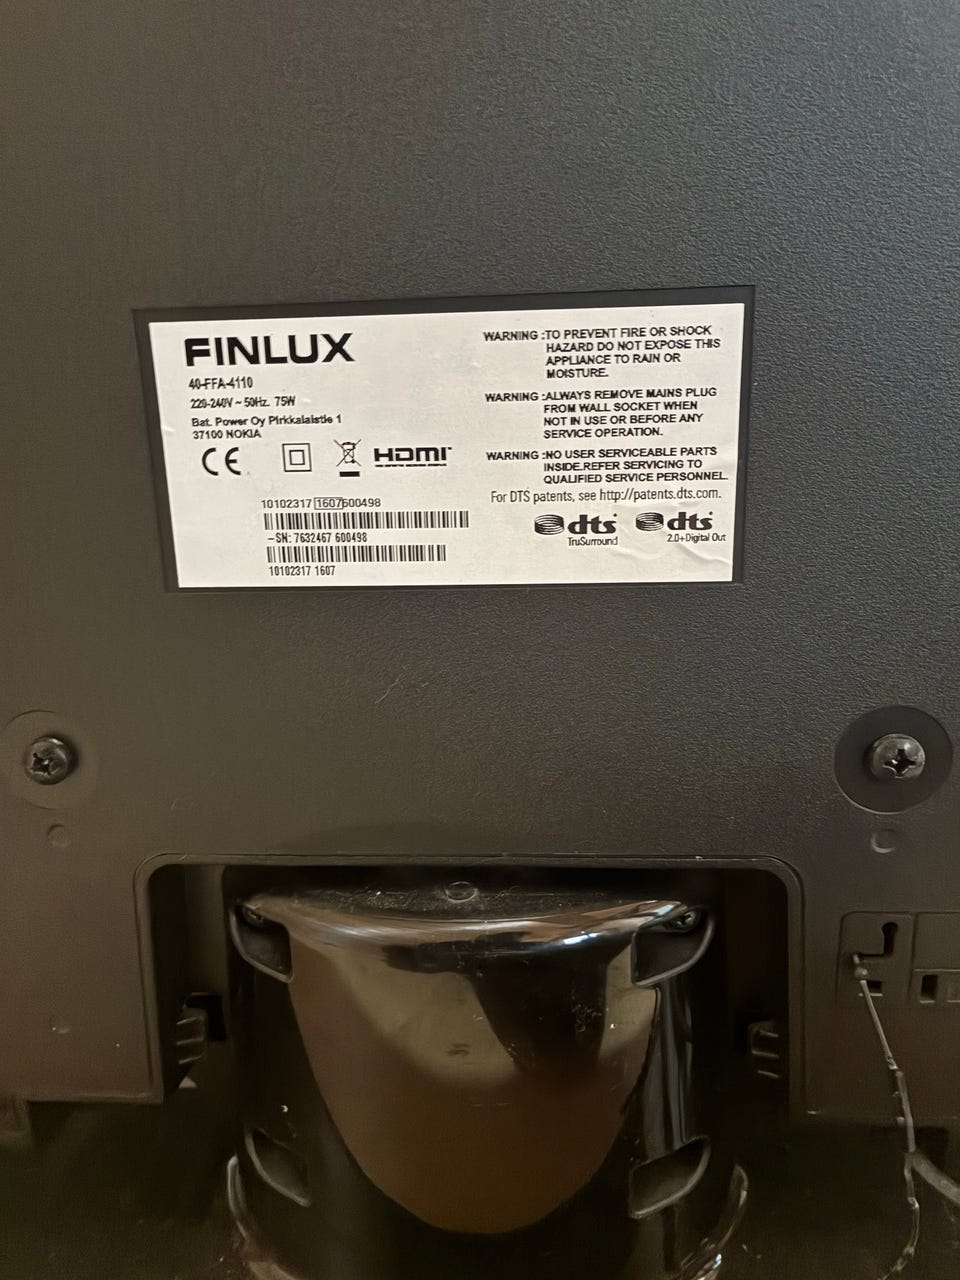 FINLUX
40-FFA-4110
220-240V ~ 50Hz. 75W
Bat. Power Oy Pirkkalaistie 1
37100 NOKIA
CE
HDMI
10102317 1607600498
-SN: 7632467 600498
10102317 1607
WARNING :TO PREVENT FIRE OR SHOCK
HAZARD DO NOT EXPOSE THIS
APPLIANCE TO RAIN OR
MOISTURE.
WARNING :ALWAYS REMOVE MAINS PLUG
FROM WALL SOCKET WHEN
NOT IN USE OR BEFORE ANY
SERVICE OPERATION.
WARNING :NO USER SERVICEABLE PARTS
INSIDE.REFER SERVICING TO
QUALIFIED SERVICE PERSONNEL.
For DTS patents, see http://patents.dts.com.
dts
TruSurround
dts
2.0+Digital Out